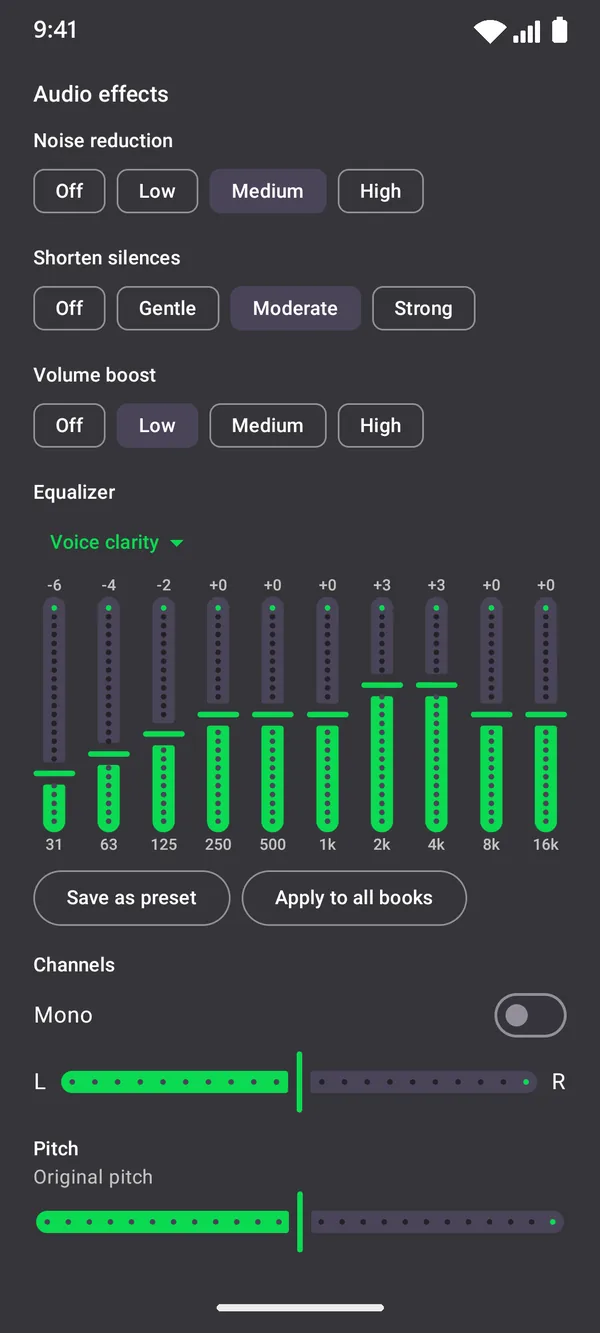 9:41
Audio effects
Noise reduction
Off Low Medium High
Shorten silences
Off Gentle Moderate Strong
Volume boost
Off Low Medium High
Equalizer
Voice clarity
-6 -4 -2 +0 +0 +0 +3 +3 +0 +0
31 63 125 250 500 1k 2k 4k 8k 16k
Save as preset Apply to all books
Channels
Mono
L R
Pitch
Original pitch